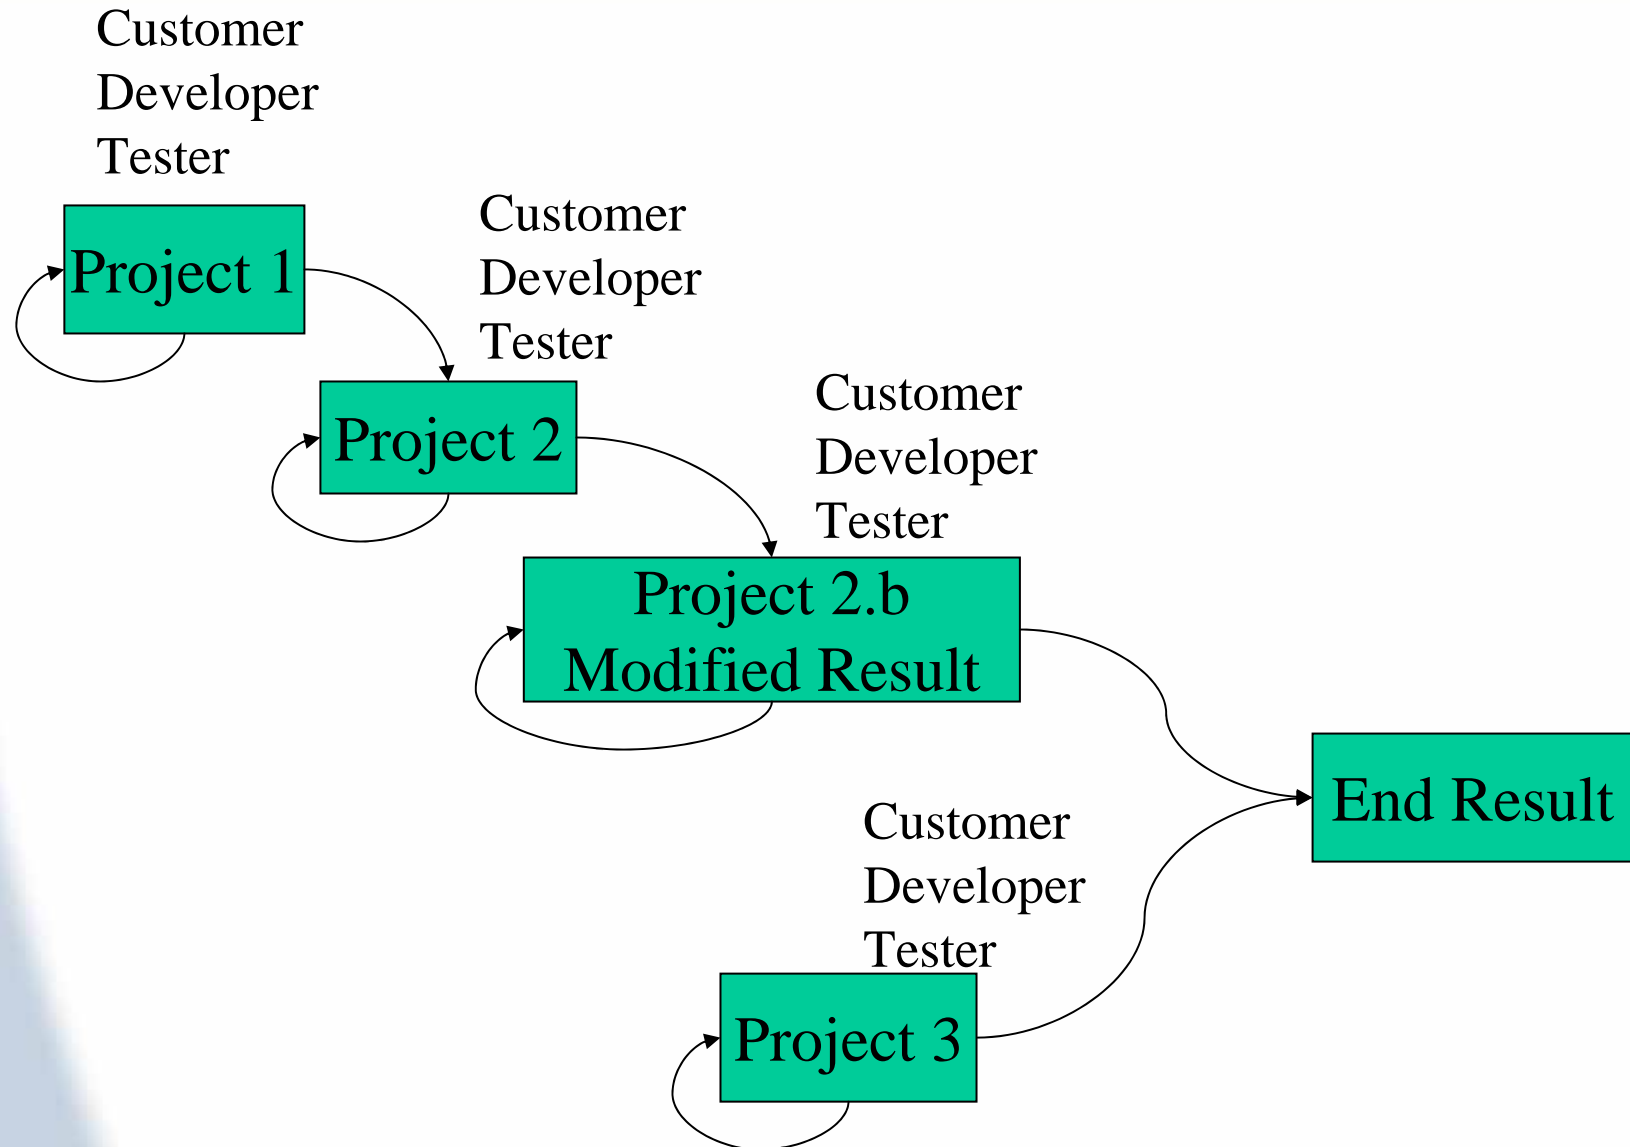 Customer
Developer
Tester
Project 1
Customer
Developer
Tester
Project 2
Customer
Developer
Tester
Project 2.b
Modified Result
End Result
Customer
Developer
Tester
Project 3